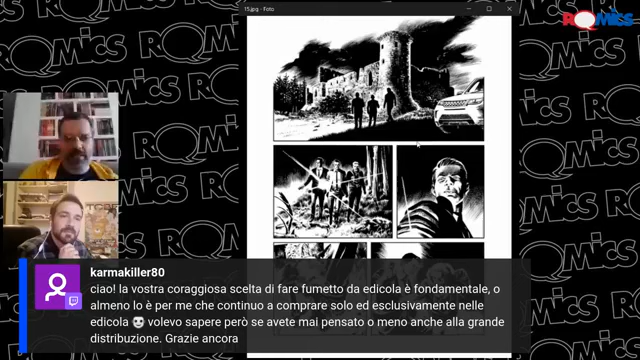 15.jpg - Foto
ROMICS
karmakiller80
ciao! la vostra coraggiosa scelta di fare fumetto da edicola è fondamentale, o
almeno lo è per me che continuo a comprare solo ed esclusivamente nelle
edicola volevo sapere però se avete mai pensato o meno anche alla grande
distribuzione. Grazie ancora